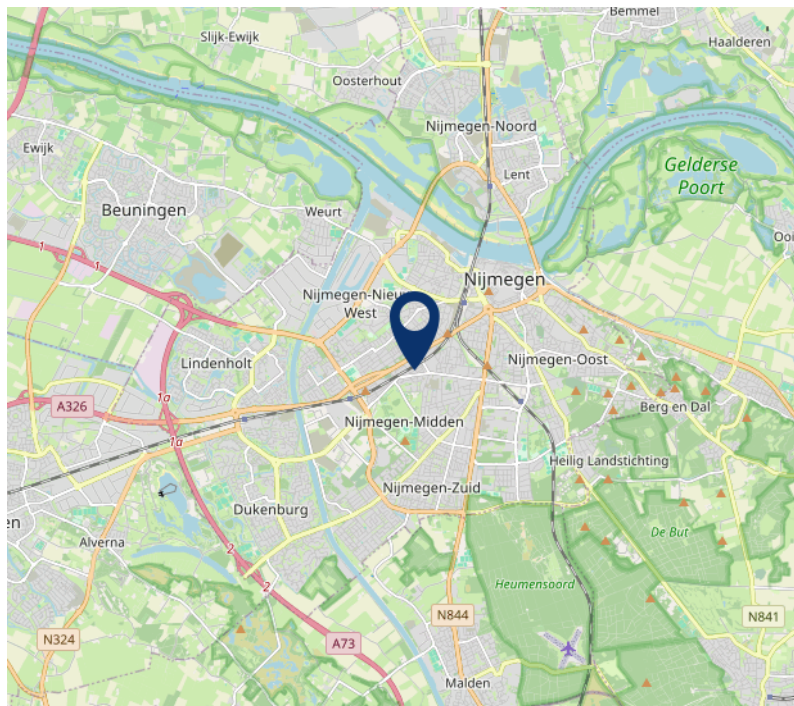 Bemmel
Slijk-Ewijk
Haalderen
Oosterhout
Nijmegen-Noord
Ewijk
Gelderse
Poort
Lent
Beuningen
Weurt
Ooi
1
1
Nijmegen
Nijmegen-Nieuw
West
Lindenholt
Nijmegen-Oost
1a
A326
Berg en Dal
Nijmegen-Midden
1a
Heilig Landstichting
Nijmegen-Zuid
Dukenburg
en
De But
Alverna
2
2
Heumensoord
N844
N841
N324
A73
Malden